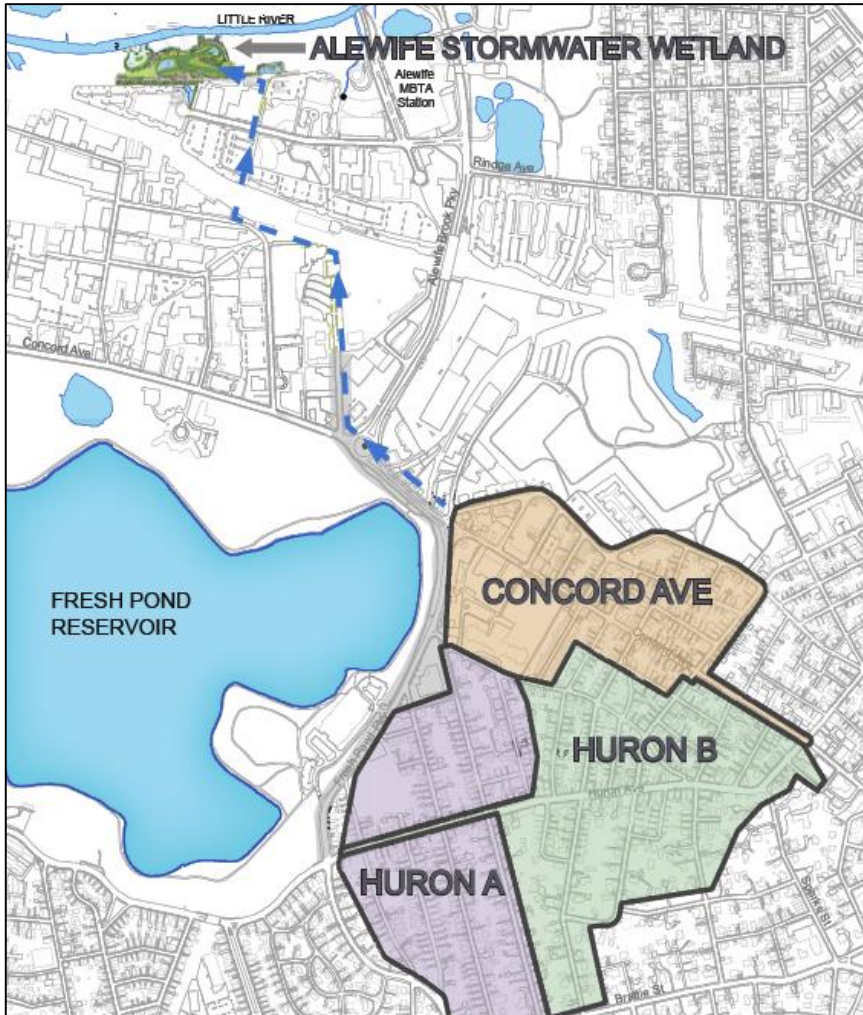 LITTLE RIVER
ALEWIFE STORMWATER WETLAND
Alewife
MBTA
Station
Rindge Ave
Alewife Brook Pky
Concord Ave
CONCORD AVE
FRESH POND
RESERVOIR
HURON B
Huron Ave
HURON A
Sparks St
Brattle St